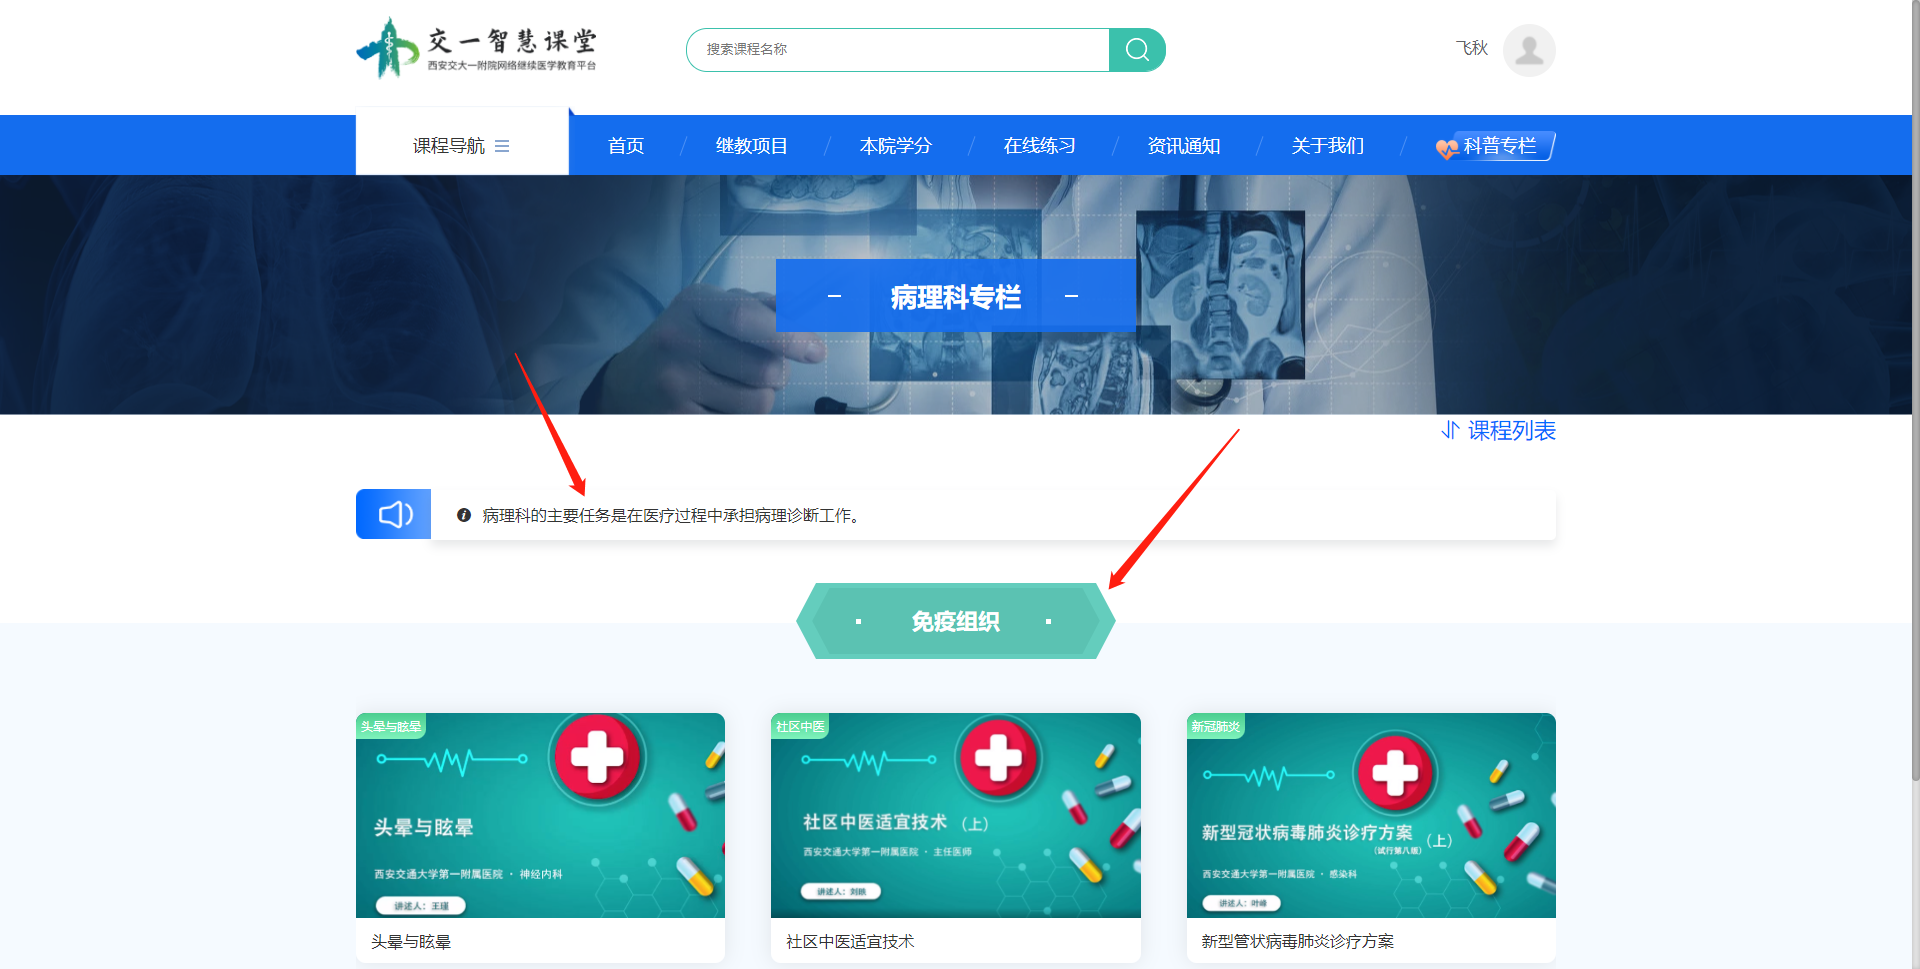 交一智慧课堂
西安交大一附院网络继续医学教育平台
搜索课程名称
飞秋
课程导航
首页
继教项目
本院学分
在线练习
资讯通知
关于我们
科普专栏
病理科专栏
课程列表
病理科的主要任务是在医疗过程中承担病理诊断工作。
免疫组织
头晕与眩晕
头晕与眩晕
西安交通大学第一附属医院 · 神经内科
讲述人：王瑾
头晕与眩晕
社区中医
社区中医适宜技术（上）
西安交通大学第一附属医院 · 主任医师
讲述人：刘
社区中医适宜技术
新冠肺炎
新型冠状病毒肺炎诊疗方案（上）
（试行第八版）
西安交通大学第一附属医院 · 感染科
讲述人：叶峰
新型管状病毒肺炎诊疗方案